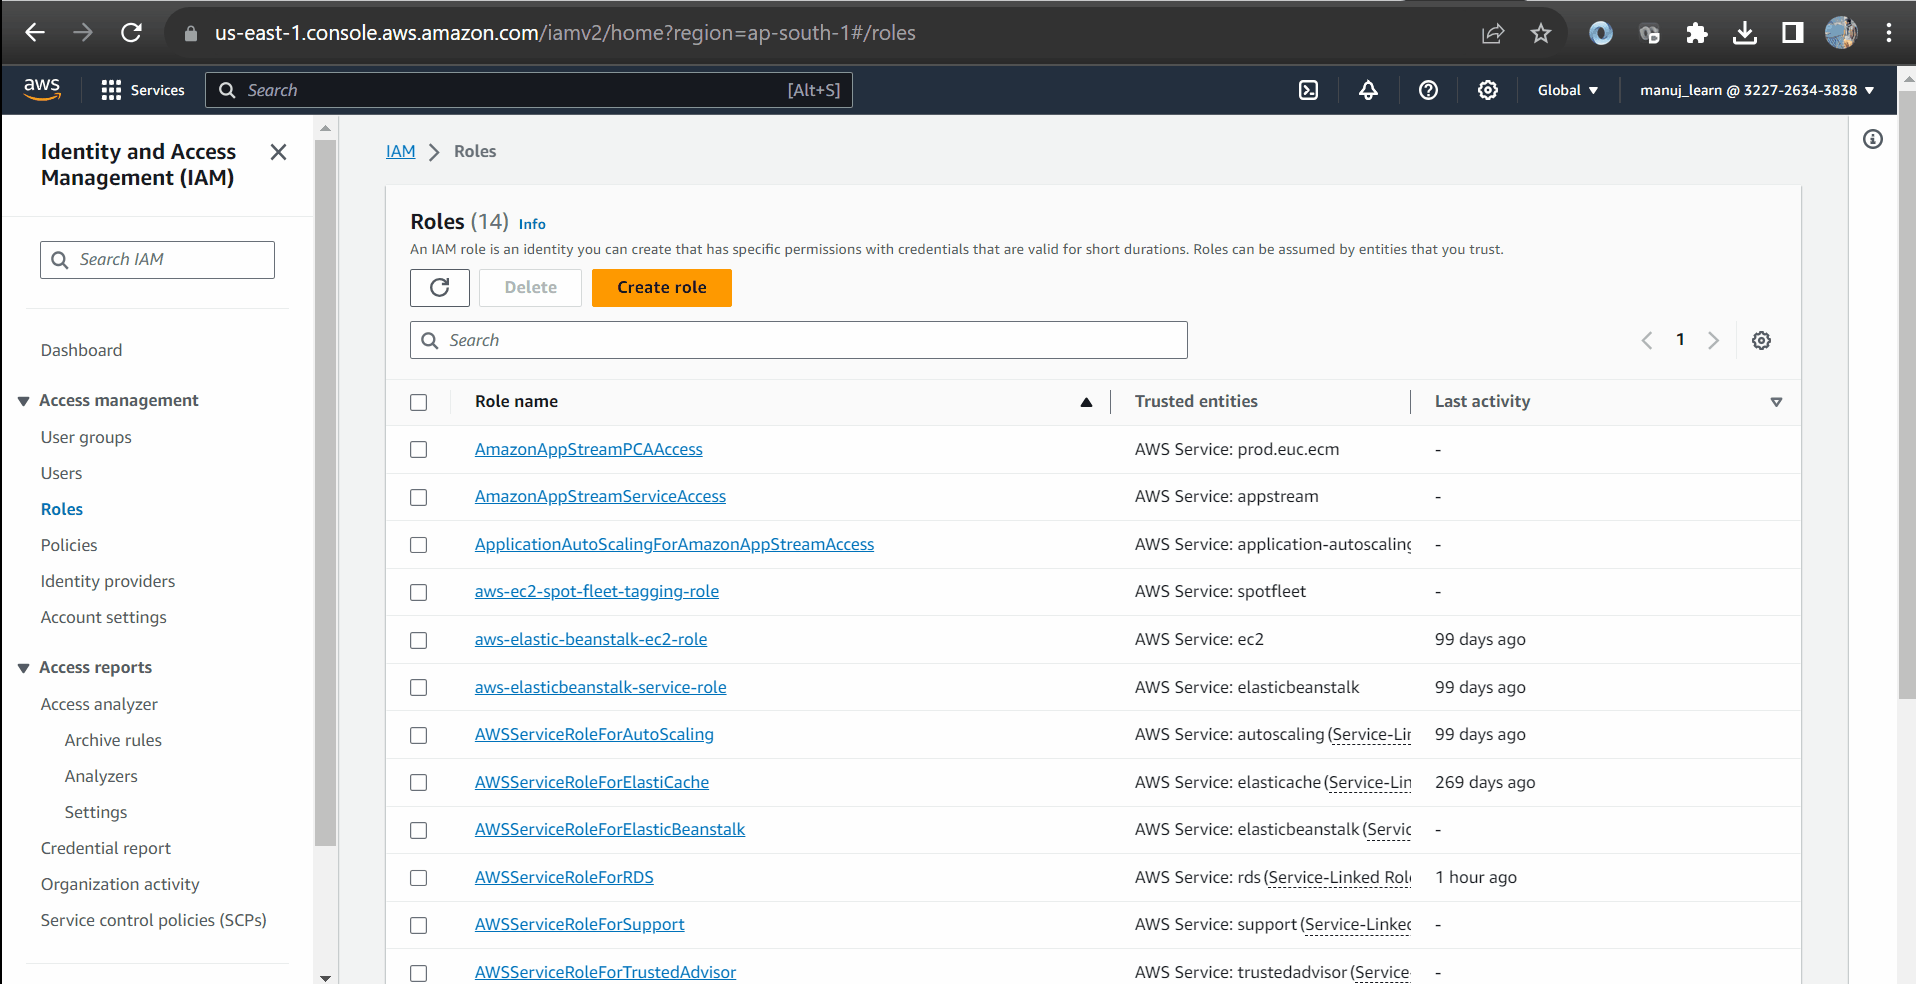 us-east-1.console.aws.amazon.com/iamv2/home?region=ap-south-1#/roles
aws
Services
Search
[Alt+S]
Global
manuj_learn @ 3227-2634-3838
Identity and Access
Management (IAM)
Search IAM
Dashboard
Access management
User groups
Users
Roles
Policies
Identity providers
Account settings
Access reports
Access analyzer
Archive rules
Analyzers
Settings
Credential report
Organization activity
Service control policies (SCPs)
IAM
Roles
Roles (14) Info
An IAM role is an identity you can create that has specific permissions with credentials that are valid for short durations. Roles can be assumed by entities that you trust.
Delete
Create role
Search
1
Role name Trusted entities Last activity
AmazonAppStreamPCAAccess AWS Service: prod.euc.ecm -
AmazonAppStreamServiceAccess AWS Service: appstream -
ApplicationAutoScalingForAmazonAppStreamAccess AWS Service: application-autoscaling -
aws-ec2-spot-fleet-tagging-role AWS Service: spotfleet -
aws-elastic-beanstalk-ec2-role AWS Service: ec2 99 days ago
aws-elasticbeanstalk-service-role AWS Service: elasticbeanstalk 99 days ago
AWSServiceRoleForAutoScaling AWS Service: autoscaling (Service-Lin 99 days ago
AWSServiceRoleForElastiCache AWS Service: elasticache (Service-Lin 269 days ago
AWSServiceRoleForElasticBeanstalk AWS Service: elasticbeanstalk (Servic -
AWSServiceRoleForRDS AWS Service: rds (Service-Linked Role 1 hour ago
AWSServiceRoleForSupport AWS Service: support (Service-Linked -
AWSServiceRoleForTrustedAdvisor AWS Service: trustedadvisor (Service- -